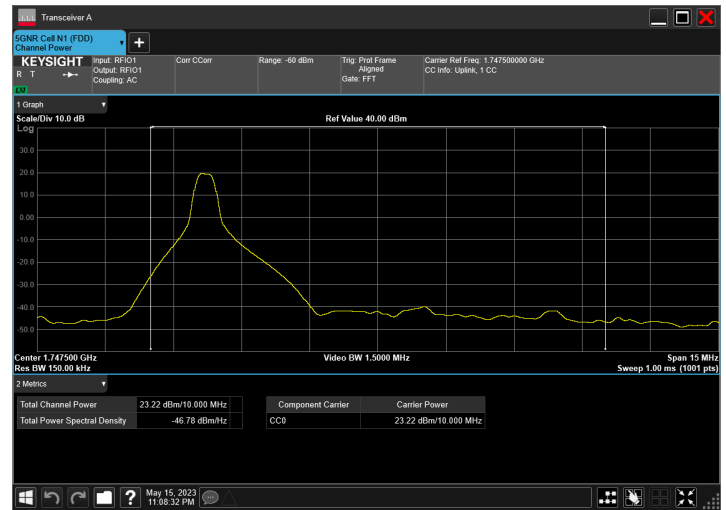 Transceiver A
5GNR Cell N1 (FDD)
Channel Power
KEYSIGHT
R T
LXI
Input: RFIO1
Output: RFIO1
Coupling: AC
Corr CCorr
Range: -60 dBm
Trig: Prot Frame
Aligned
Gate: FFT
Carrier Ref Freq: 1.747500000 GHz
CC Info: Uplink, 1 CC
1 Graph
Scale/Div 10.0 dB
Ref Value 40.00 dBm
Log
30.0
20.0
10.0
0.00
-10.0
-20.0
-30.0
-40.0
-50.0
Center 1.747500 GHz
Video BW 1.5000 MHz
Span 15 MHz
Res BW 150.00 kHz
Sweep 1.00 ms (1001 pts)
2 Metrics
Total Channel Power 23.22 dBm/10.000 MHz
Total Power Spectral Density -46.78 dBm/Hz
Component Carrier Carrier Power
CC0 23.22 dBm/10.000 MHz
? May 15, 2023
11:08:32 PM